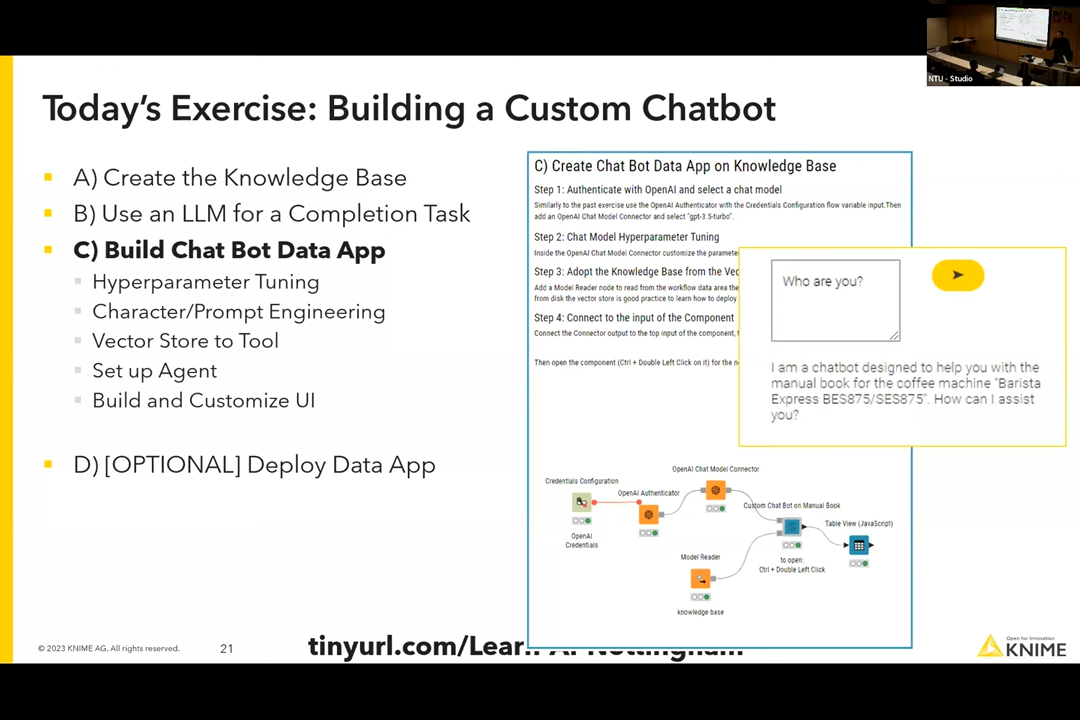 NTU - Studio
Today's Exercise: Building a Custom Chatbot
A) Create the Knowledge Base
B) Use an LLM for a Completion Task
C) Build Chat Bot Data App
Hyperparameter Tuning
Character/Prompt Engineering
Vector Store to Tool
Set up Agent
Build and Customize UI
D) [OPTIONAL] Deploy Data App
C) Create Chat Bot Data App on Knowledge Base
Step 1: Authenticate with OpenAI and select a chat model
Similarly to the past exercise use the OpenAI Authenticator with the Credentials Configuration flow variable input.Then
add an OpenAI Chat Model Connector and select "gpt-3.5-turbo".
Step 2: Chat Model Hyperparameter Tuning
Inside the OpenAI Chat Model Connector customize the parame
Step 3: Adopt the Knowledge Base from the Vec
Add a Model Reader node to read from the workflow data area the
from disk the vector store is good practice to learn how to deploy
Step 4: Connect to the input of the Component
Connect the Connector output to the top input of the component,
Then open the component (Ctrl + Double Left Click on it) for the n
Who are you?
I am a chatbot designed to help you with the
manual book for the coffee machine "Barista
Express BES875/SES875". How can I assist
you?
OpenAI Chat Model Connector
Credentials Configuration
OpenAI Authenticator
Custom Chat Bot on Manual Book
Table View (JavaScript)
OpenAI
Credentials
Model Reader
to open:
Ctrl + Double Left Click
knowledge base
© 2023 KNIME AG. All rights reserved.
21
tinyurl.com/Learn
Open for Innovation
KNIME